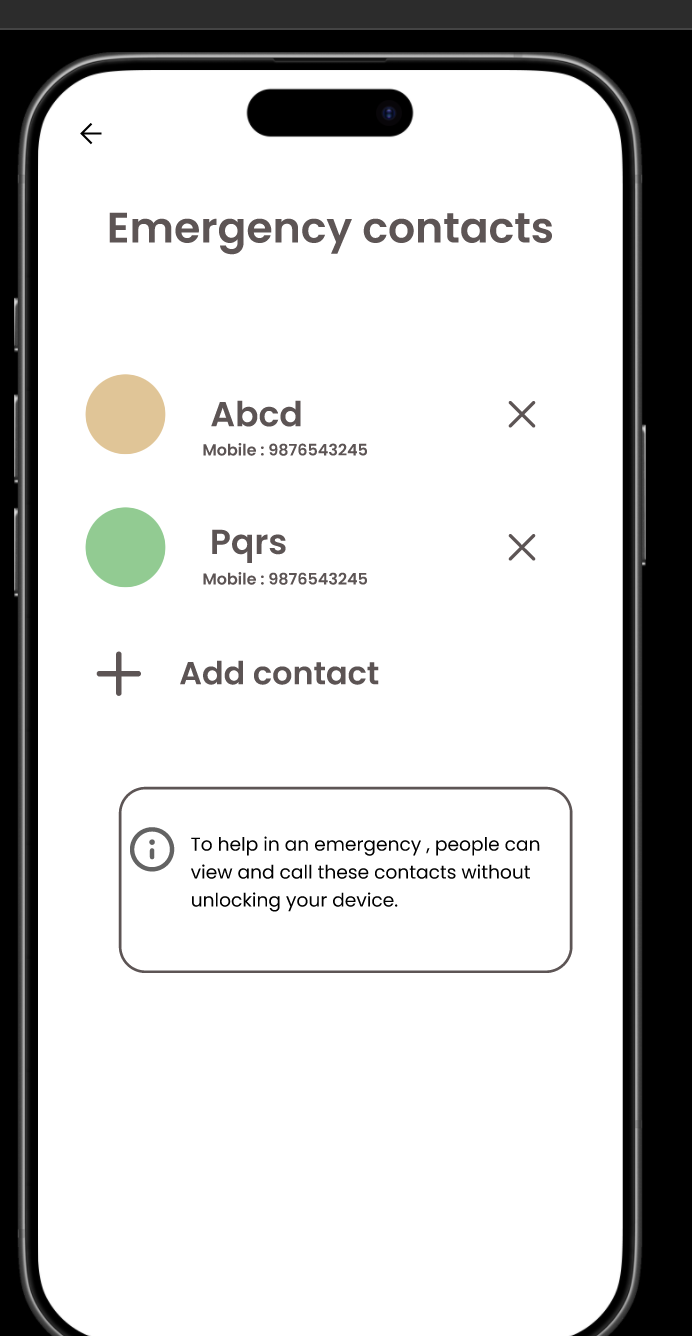 Emergency contacts
Abcd
Mobile : 9876543245
Pqrs
Mobile : 9876543245
Add contact
To help in an emergency , people can
view and call these contacts without
unlocking your device.